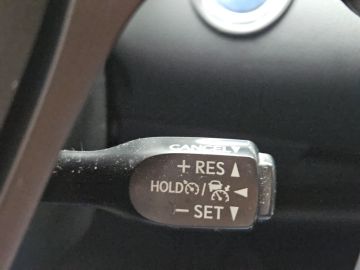 CANCEL
+ RES
HOLD /
− SET